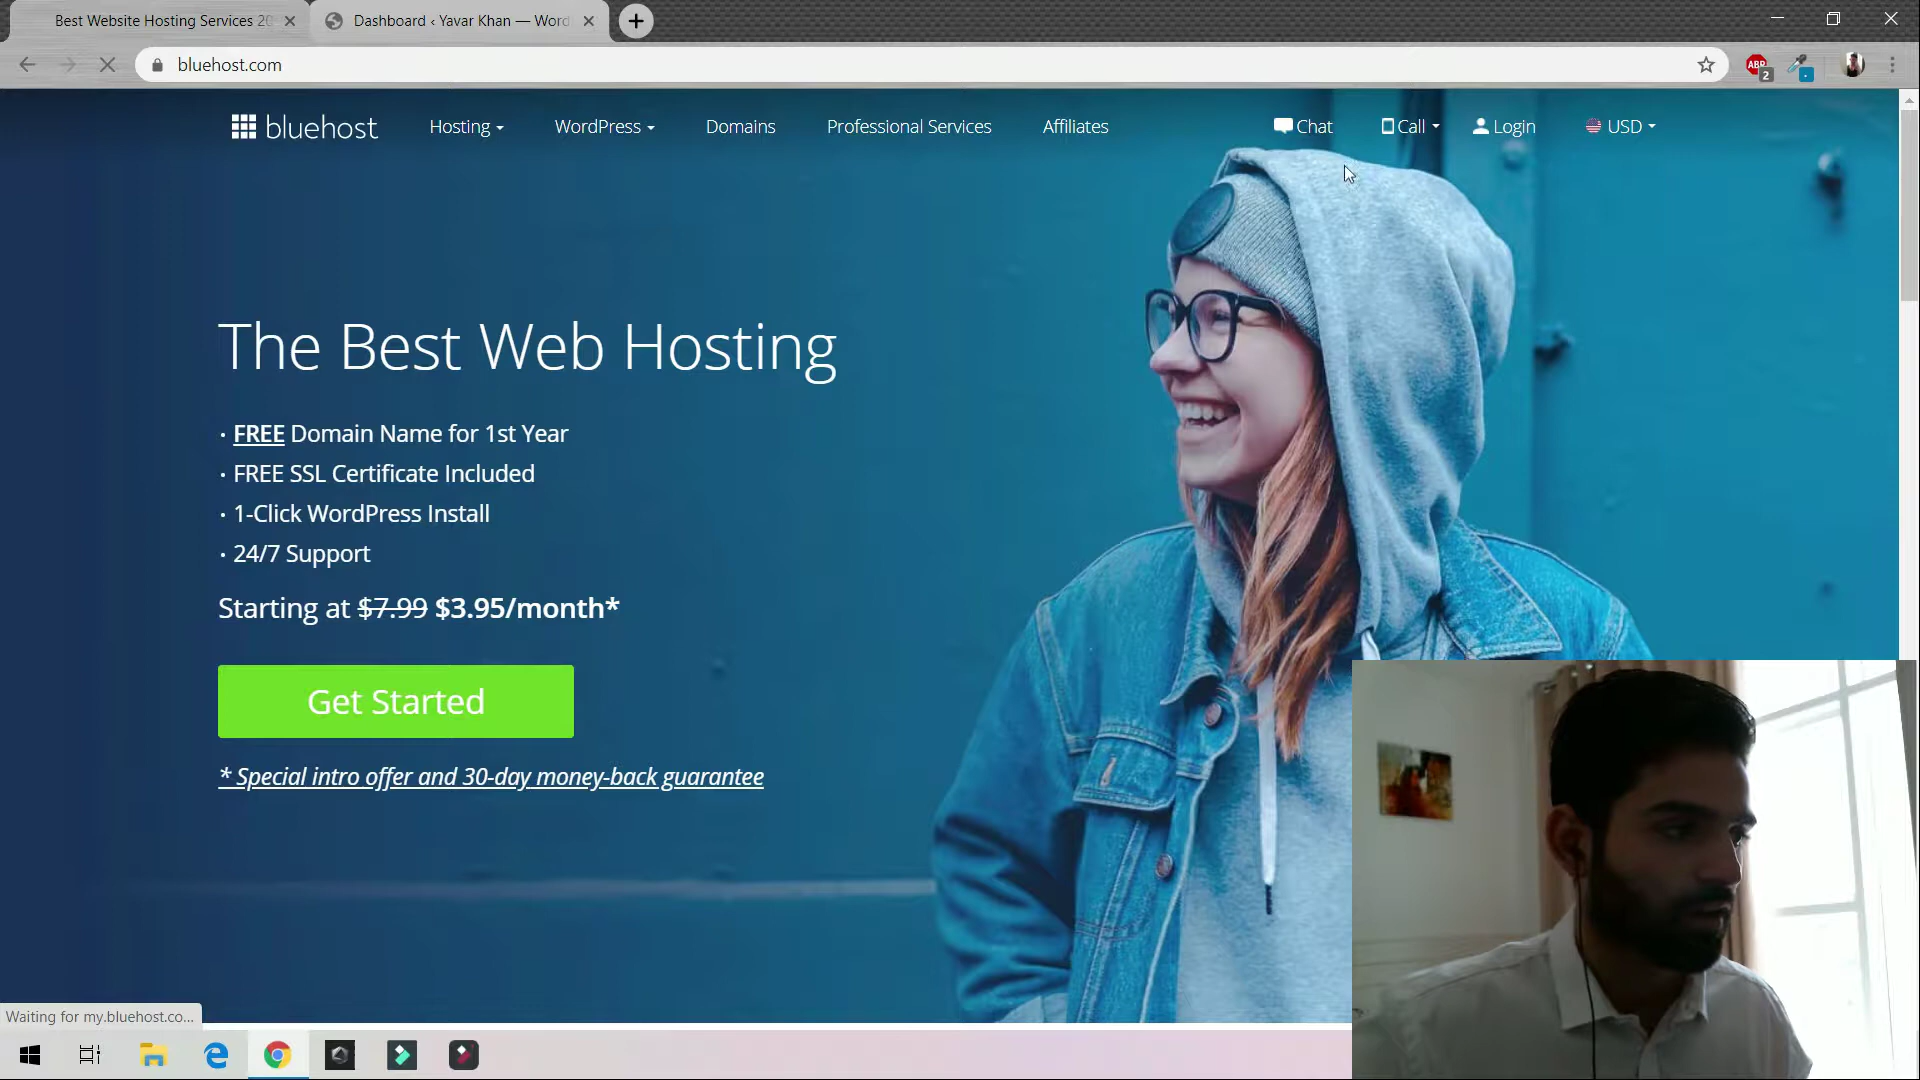 Best Website Hosting Services 20
Dashboard ‹ Yavar Khan — Word
bluehost.com
ABP
2
bluehost
Hosting
WordPress
Domains
Professional Services
Affiliates
Chat
Call
Login
USD
The Best Web Hosting
· FREE Domain Name for 1st Year
· FREE SSL Certificate Included
· 1-Click WordPress Install
· 24/7 Support
Starting at $7.99 $3.95/month*
Get Started
* Special intro offer and 30-day money-back guarantee
Waiting for my.bluehost.co...